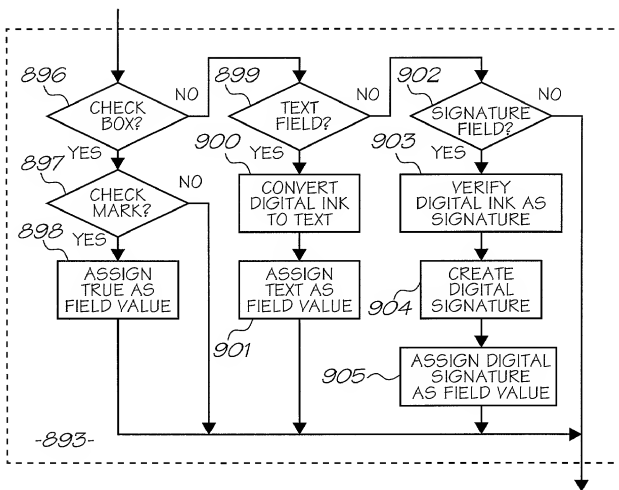 896
CHECK
BOX?
NO
YES
897
CHECK
MARK?
NO
YES
898
ASSIGN
TRUE AS
FIELD VALUE
899
TEXT
FIELD?
NO
YES
900
CONVERT
DIGITAL INK
TO TEXT
ASSIGN
TEXT AS
FIELD VALUE
901
902
SIGNATURE
FIELD?
NO
YES
903
VERIFY
DIGITAL INK AS
SIGNATURE
CREATE
DIGITAL
SIGNATURE
904
ASSIGN DIGITAL
SIGNATURE
AS FIELD VALUE
905
-893-